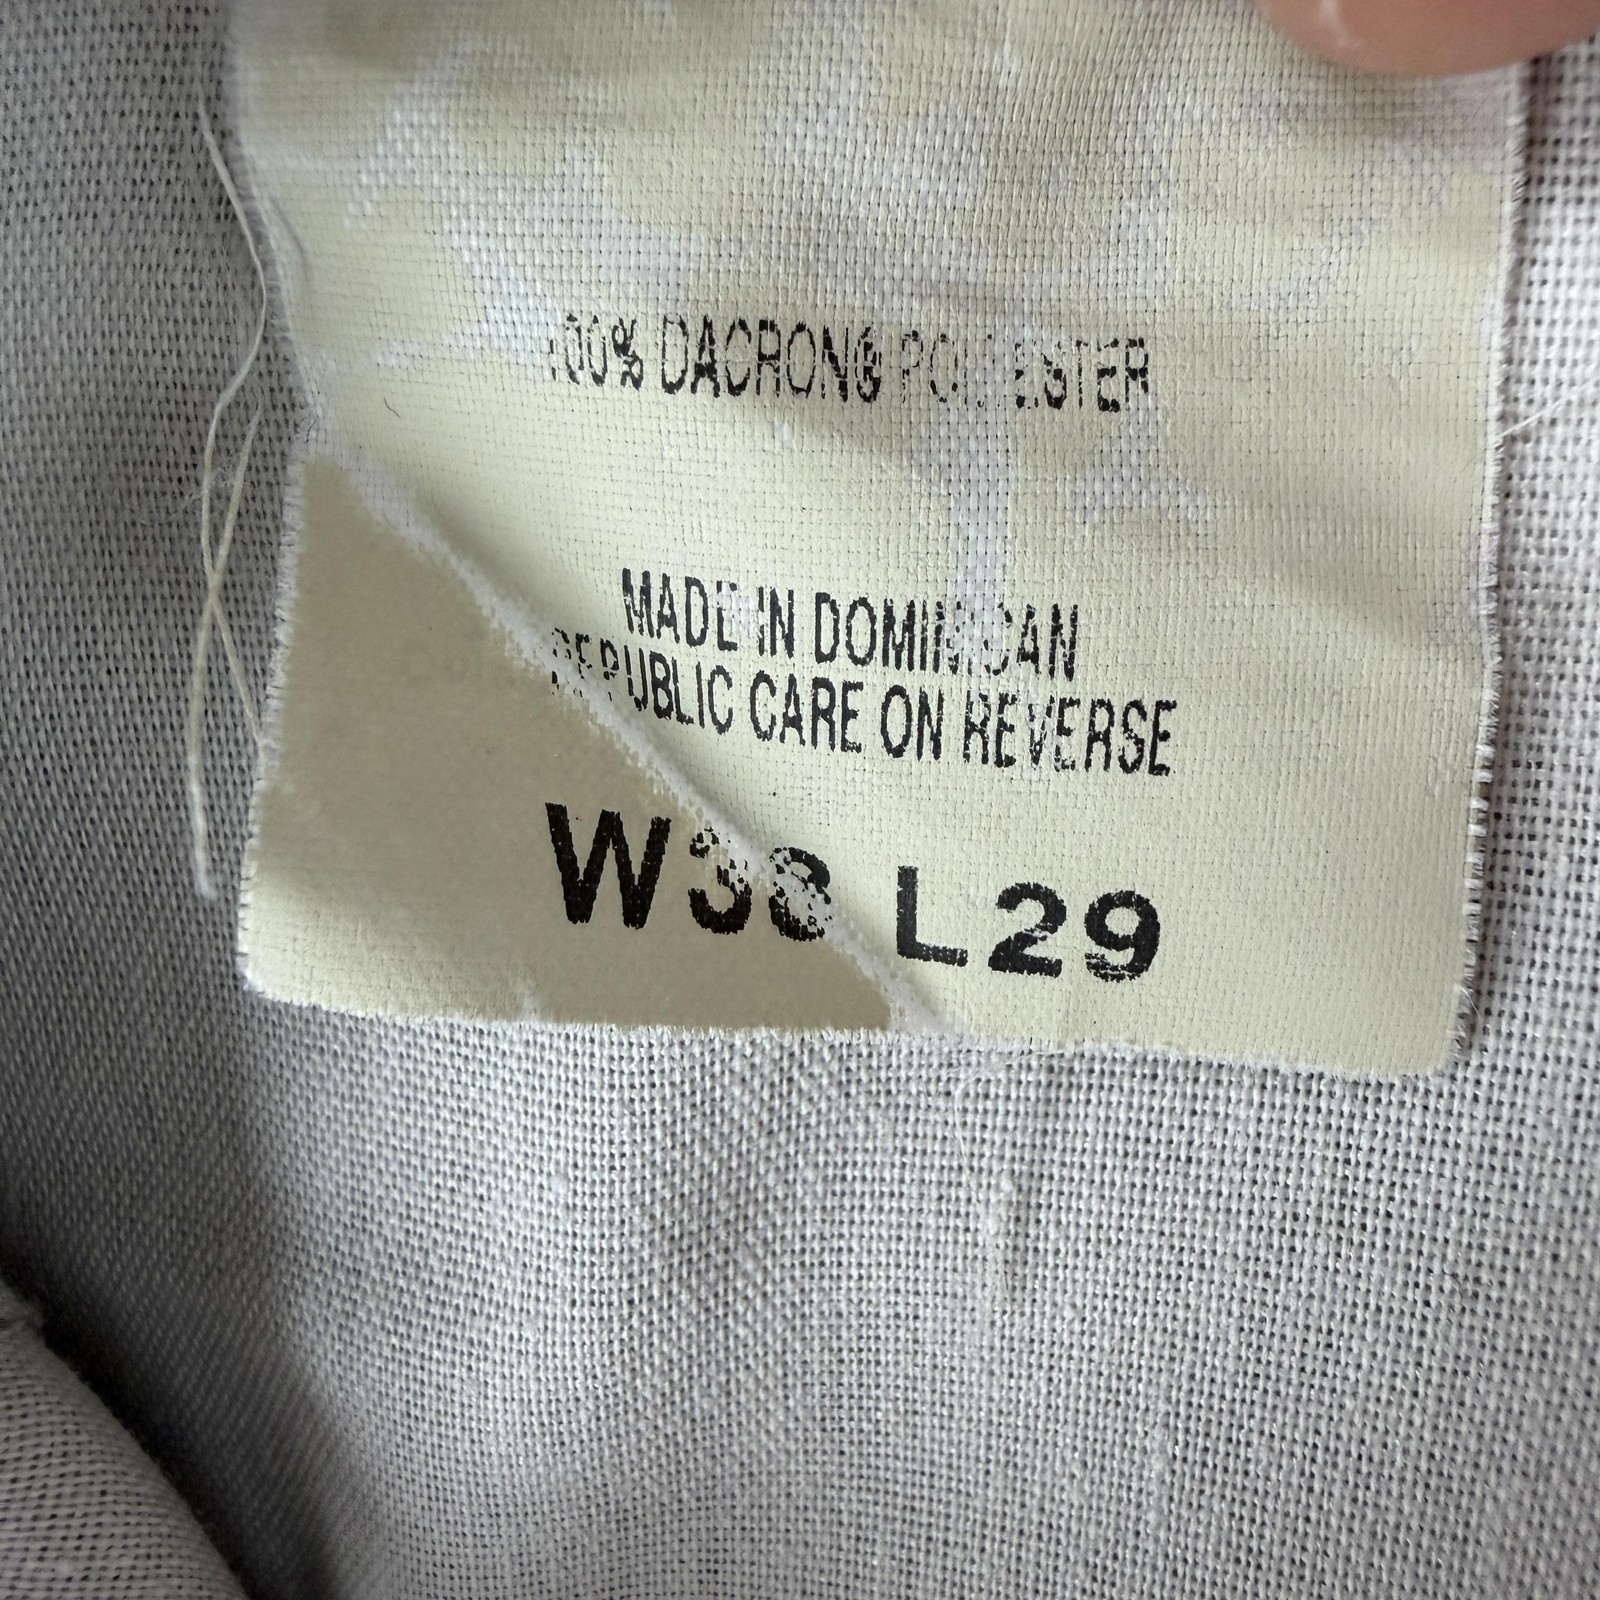 100% DACRON® POLYESTER
MADE IN DOMINICAN
REPUBLIC CARE ON REVERSE
W38 L29